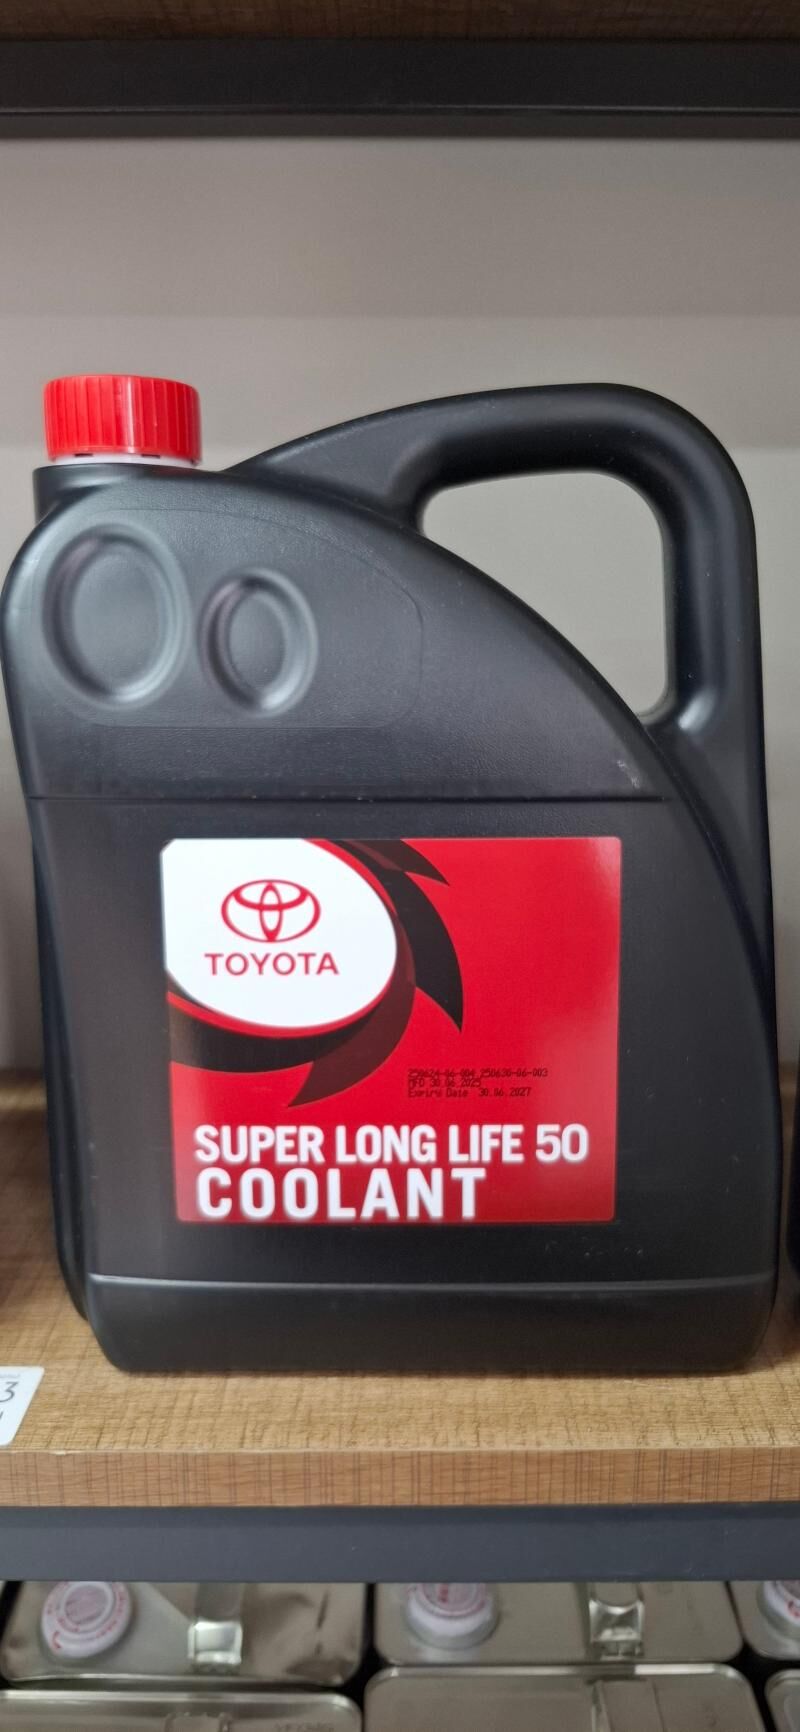 TOYOTA
250624-06-004 250630-06-003
MFD 30.06.2025
Expiry Date 30.06.2027
SUPER LONG LIFE 50
COOLANT
3